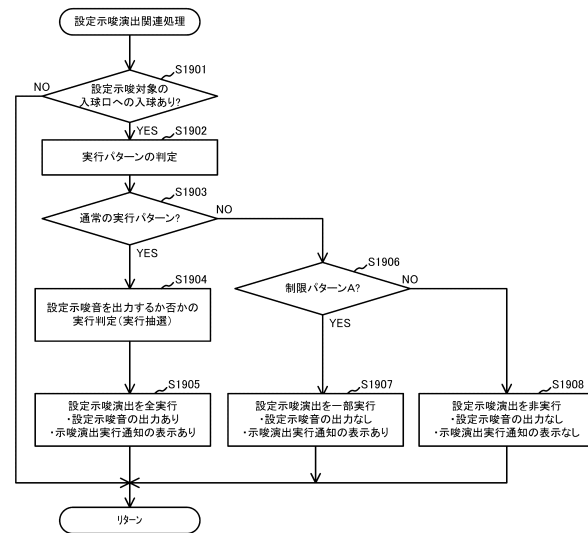 設定示唆演出関連処理
S1901
設定示唆対象の
入球口への入球あり?
NO
YES
S1902
実行パターンの判定
S1903
通常の実行パターン?
NO
YES
S1904
設定示唆音を出力するか否かの
実行判定(実行抽選)
S1906
制限パターンA?
NO
YES
S1905
設定示唆演出を全実行
・設定示唆音の出力あり
・示唆演出実行通知の表示あり
S1907
設定示唆演出を一部実行
・設定示唆音の出力なし
・示唆演出実行通知の表示あり
S1908
設定示唆演出を非実行
・設定示唆音の出力なし
・示唆演出実行通知の表示なし
リターン